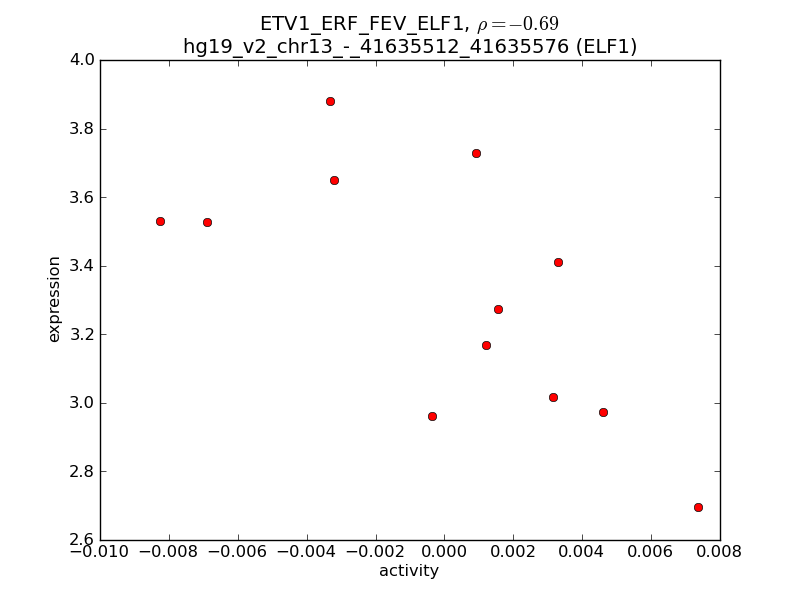 ETV1_ERF_FEV_ELF1, ρ=−0.69
hg19_v2_chr13_-_41635512_41635576 (ELF1)
4.0
3.8
3.6
3.4
3.2
3.0
2.8
2.6
expression
−0.010 −0.008 −0.006 −0.004 −0.002 0.000 0.002 0.004 0.006 0.008
activity